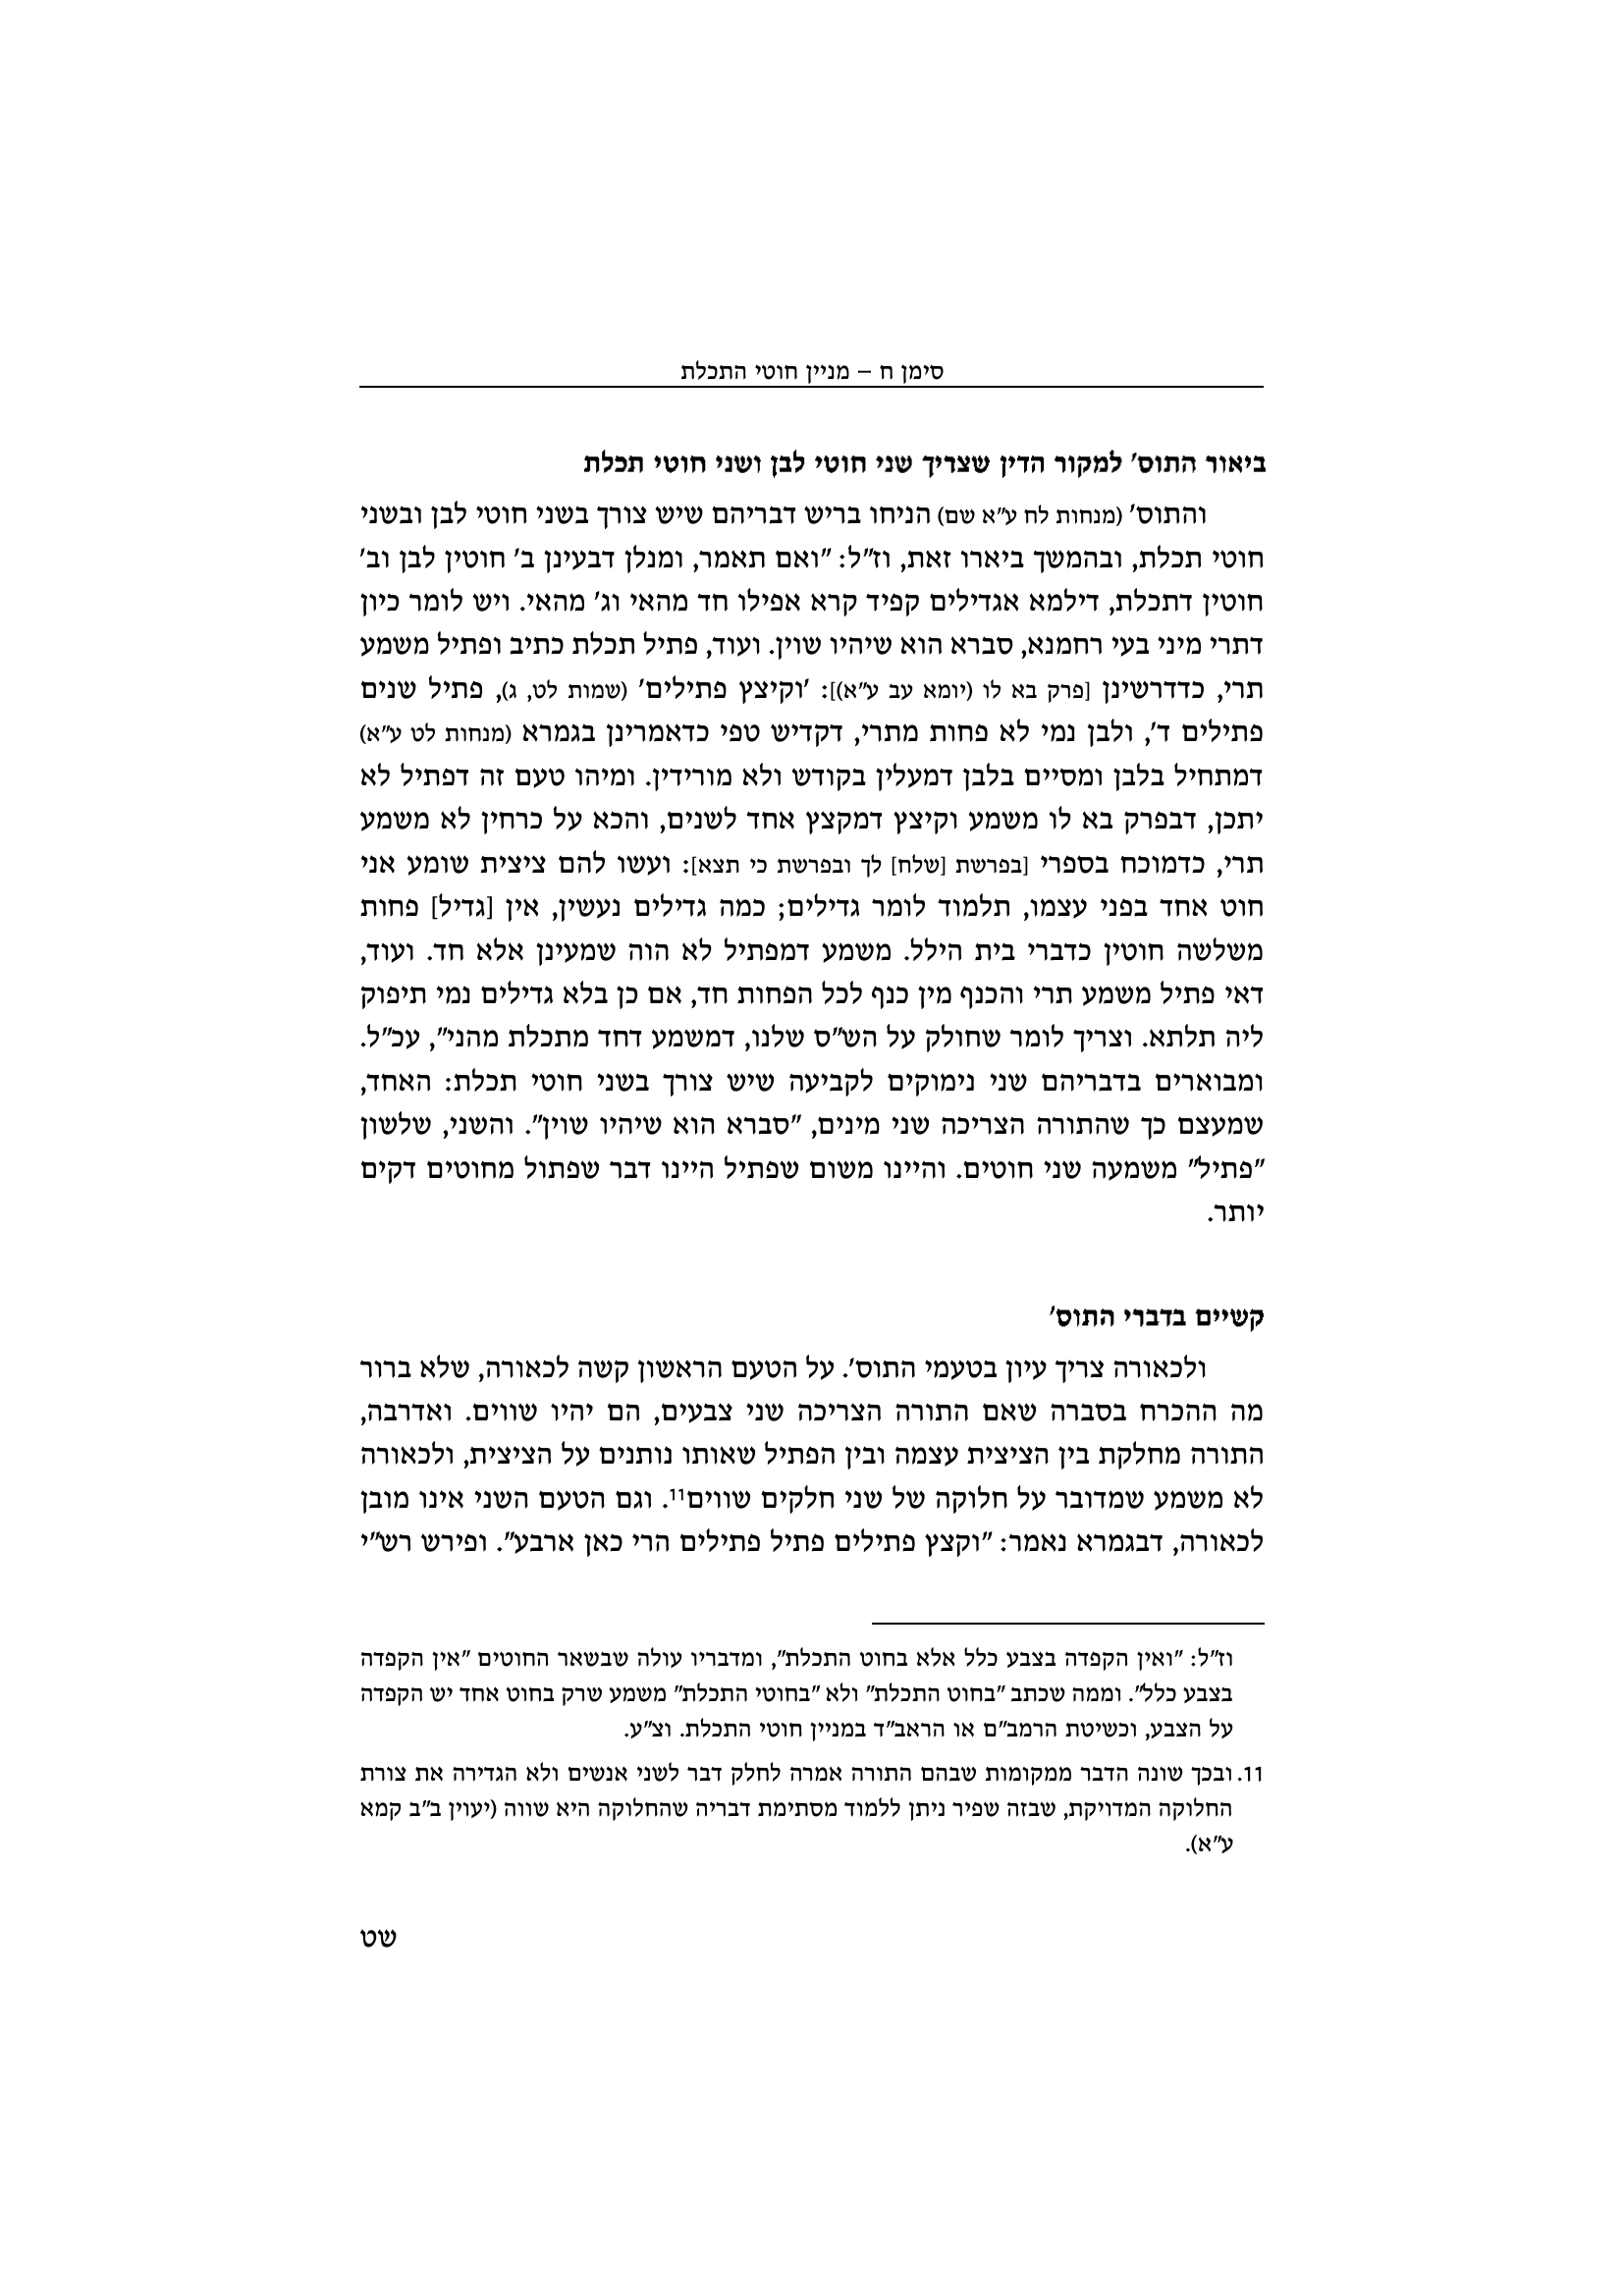 סימן ח – מניין חוטי התכלת
ביאור התוס' למקור הדין שצריך שני חוטי לבן ושני חוטי תכלת
והתוס' (מנחות לח ע"א שם) הניחו בריש דבריהם שיש צורך בשני חוטי לבן ובשני
חוטי תכלת, ובהמשך ביארו זאת, וז"ל: "ואם תאמר, ומנלן דבעינן ב' חוטין לבן וב'
חוטין דתכלת, דילמא אגדילים קפיד קרא אפילו חד מהאי וג' מהאי. ויש לומר כיון
דתרי מיני בעי רחמנא, סברא הוא שיהיו שוין. ועוד, פתיל תכלת כתיב ופתיל משמע
תרי, כדדרשינן [פרק בא לו (יומא עב ע"א)]: 'וקיצץ פתילים' (שמות לט, ג), פתיל שנים
פתילים ד', ולבן נמי לא פחות מתרי, דקדיש טפי כדאמרינן בגמרא (מנחות לט ע"א)
דמתחיל בלבן ומסיים בלבן דמעלין בקודש ולא מורידין. ומיהו טעם זה דפתיל לא
יתכן, דבפרק בא לו משמע וקיצץ דמקצץ אחד לשנים, והכא על כרחין לא משמע
תרי, כדמוכח בספרי [בפרשת [שלח] לך ובפרשת כי תצא]: ועשו להם ציצית שומע אני
חוט אחד בפני עצמו, תלמוד לומר גדילים; כמה גדילים נעשין, אין [גדיל] פחות
משלשה חוטין כדברי בית הילל. משמע דמפתיל לא הוה שמעינן אלא חד. ועוד,
דאי פתיל משמע תרי והכנף מין כנף לכל הפחות חד, אם כן בלא גדילים נמי תיפוק
ליה תלתא. וצריך לומר שחולק על הש"ס שלנו, דמשמע דחד מתכלת מהני", עכ"ל.
ומבוארים בדבריהם שני נימוקים לקביעה שיש צורך בשני חוטי תכלת: האחד,
שמעצם כך שהתורה הצריכה שני מינים, "סברא הוא שיהיו שוין". והשני, שלשון
"פתיל" משמעה שני חוטים. והיינו משום שפתיל היינו דבר שפתול מחוטים דקים
יותר.
קשיים בדברי התוס'
ולכאורה צריך עיון בטעמי התוס'. על הטעם הראשון קשה לכאורה, שלא ברור
מה ההכרח בסברה שאם התורה הצריכה שני צבעים, הם יהיו שווים. ואדרבה,
התורה מחלקת בין הציצית עצמה ובין הפתיל שאותו נותנים על הציצית, ולכאורה
לא משמע שמדובר על חלוקה של שני חלקים שווים11. וגם הטעם השני אינו מובן
לכאורה, דבגמרא נאמר: "וקצץ פתילים פתיל פתילים הרי כאן ארבע". ופירש רש"י
וז"ל: "ואין הקפדה בצבע כלל אלא בחוט התכלת", ומדבריו עולה שבשאר החוטים "אין הקפדה
בצבע כלל". וממה שכתב "בחוט התכלת" ולא "בחוטי התכלת" משמע שרק בחוט אחד יש הקפדה
על הצבע, וכשיטת הרמב"ם או הראב"ד במניין חוטי התכלת. וצ"ע.
11. ובכך שונה הדבר ממקומות שבהם התורה אמרה לחלק דבר לשני אנשים ולא הגדירה את צורת
החלוקה המדויקת, שבזה שפיר ניתן ללמוד מסתימת דבריה שהחלוקה היא שווה (יעוין ב"ב קמא
ע"א).
שט